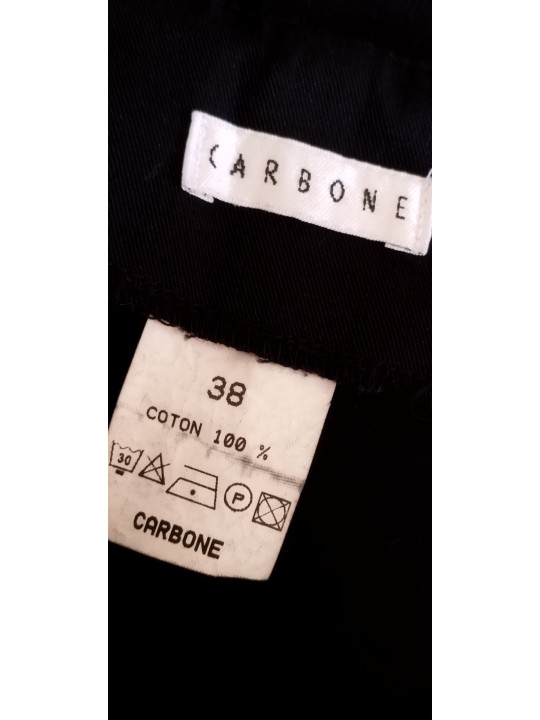 CARBONE
38
COTON 100 %
30
P
CARBONE